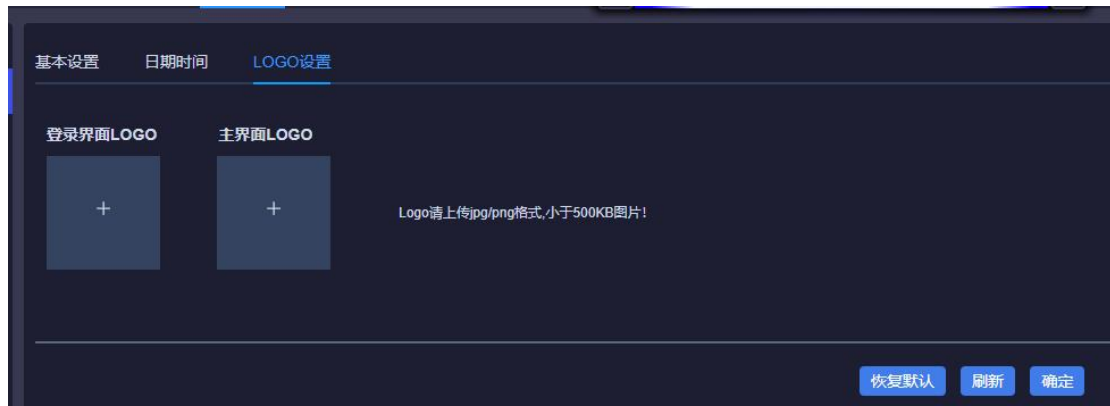 基本设置 日期时间 LOGO设置
登录界面LOGO 主界面LOGO
+ +
Logo请上传jpg/png格式,小于500KB图片!
恢复默认 刷新 确定